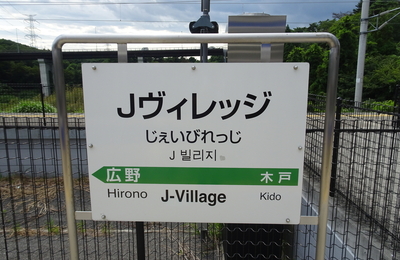 Jヴィレッジ
じぇいびれっじ
J 빌리지
広野 木戸
Hirono J-Village Kido